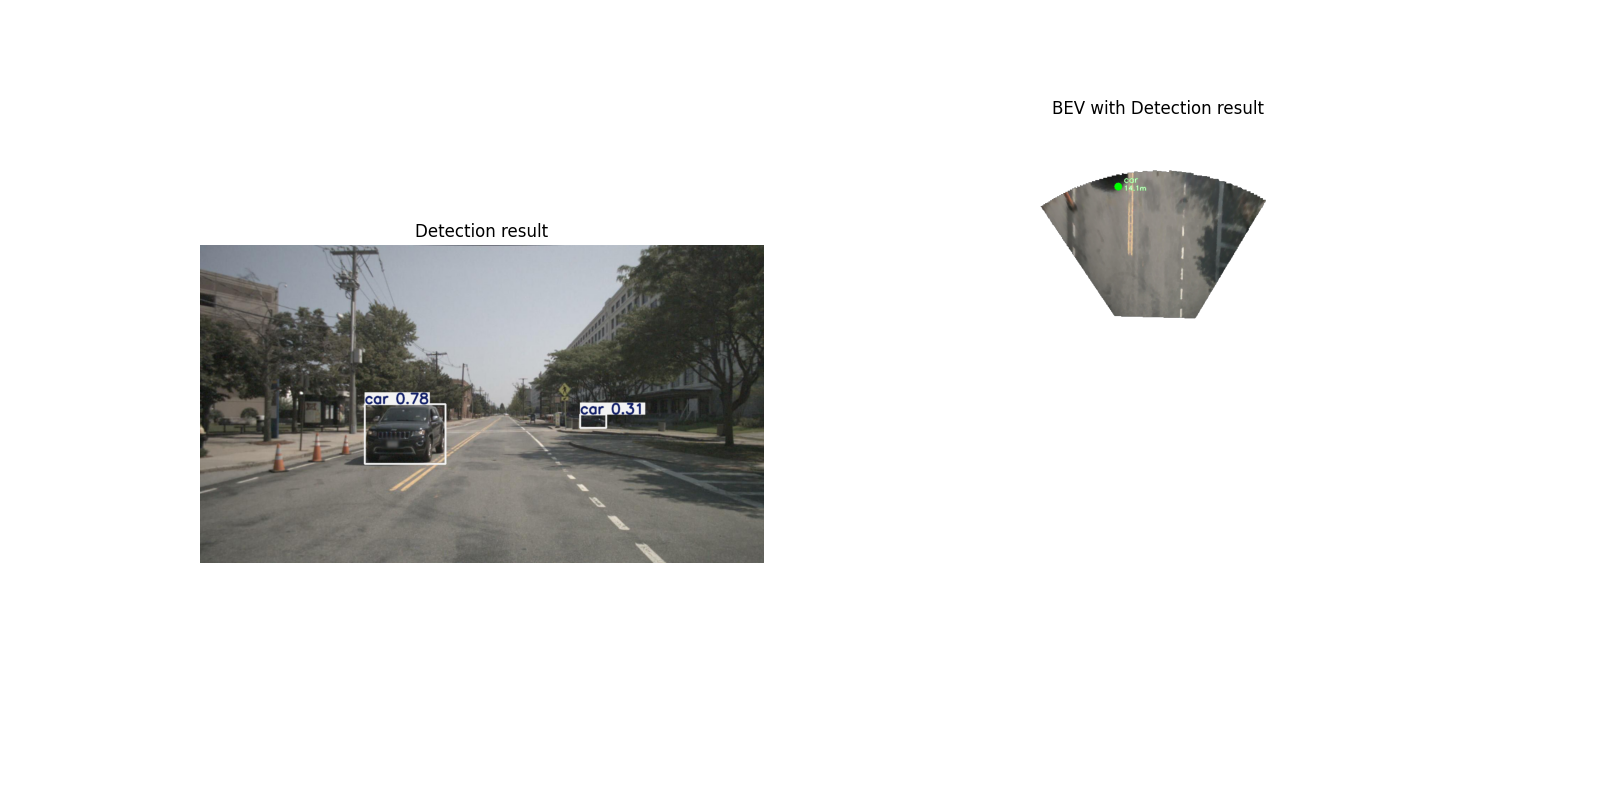 BEV with Detection result
car
14.1m
Detection result
car 0.78
car 0.31